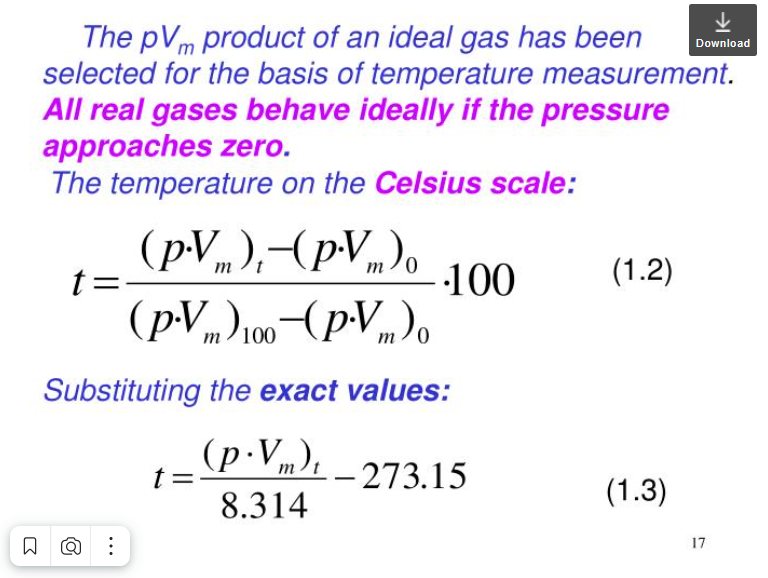 The pVm product of an ideal gas has been
Download
selected for the basis of temperature measurement.
All real gases behave ideally if the pressure
approaches zero.
The temperature on the Celsius scale:
t = ((p·Vm)t −(p·Vm)0) / ((p·Vm)100 −(p·Vm)0) ·100 (1.2)
Substituting the exact values:
t = (p·Vm)t / 8.314 − 273.15 (1.3)
17